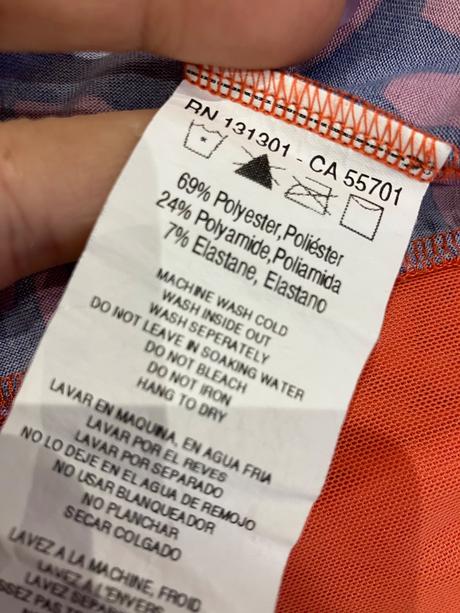 RN 131301 - CA 55701
69% Polyester, Poliéster
24% Polyamide, Poliamida
7% Elastane, Elastano
MACHINE WASH COLD
WASH INSIDE OUT
WASH SEPERATELY
DO NOT LEAVE IN SOAKING WATER
DO NOT BLEACH
DO NOT IRON
HANG TO DRY
LAVAR EN MAQUINA, EN AGUA FRIA
LAVAR POR EL REVES
LAVAR POR SEPARADO
NO LO DEJE EN EL AGUA DE REMOJO
NO USAR BLANQUEADOR
NO PLANCHAR
SECAR COLGADO
LAVEZ A LA MACHINE, FROID
LAVEZ À L'ENVERS
LAVEZ